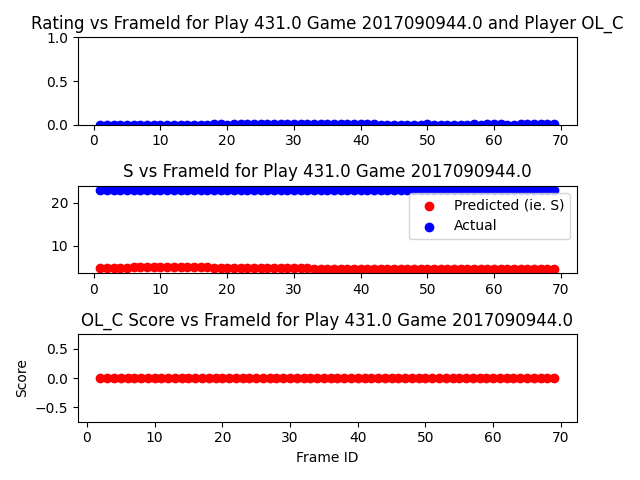 Rating vs FrameId for Play 431.0 Game 2017090944.0 and Player OL_C
1.0
0.5
0.0
0 10 20 30 40 50 60 70
S vs FrameId for Play 431.0 Game 2017090944.0
20
10
Predicted (ie. S)
Actual
0 10 20 30 40 50 60 70
OL_C Score vs FrameId for Play 431.0 Game 2017090944.0
Score
0.5
0.0
−0.5
0 10 20 30 40 50 60 70
Frame ID